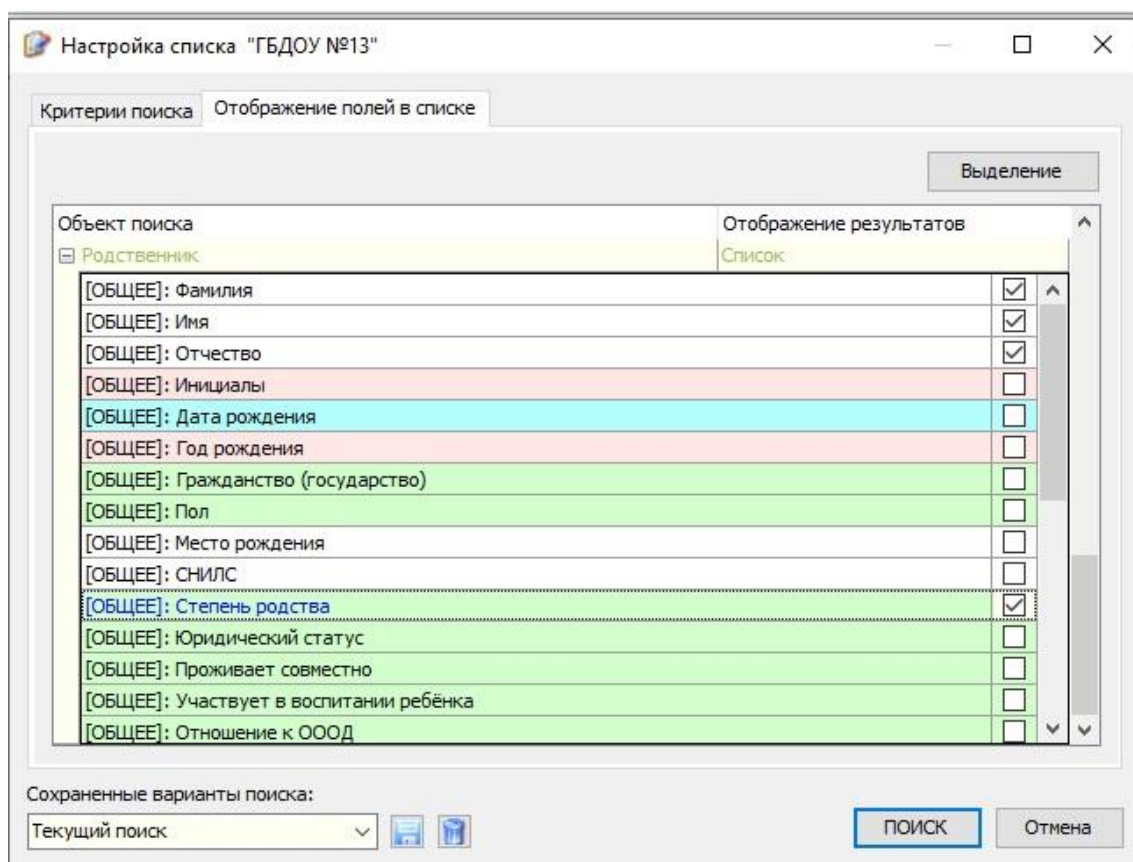 Настройка списка "ГБДОУ №13"
Критерии поиска
Отображение полей в списке
Выделение
Объект поиска Отображение результатов
Родственник Список
[ОБЩЕЕ]: Фамилия
[ОБЩЕЕ]: Имя
[ОБЩЕЕ]: Отчество
[ОБЩЕЕ]: Инициалы
[ОБЩЕЕ]: Дата рождения
[ОБЩЕЕ]: Год рождения
[ОБЩЕЕ]: Гражданство (государство)
[ОБЩЕЕ]: Пол
[ОБЩЕЕ]: Место рождения
[ОБЩЕЕ]: СНИЛС
[ОБЩЕЕ]: Степень родства
[ОБЩЕЕ]: Юридический статус
[ОБЩЕЕ]: Проживает совместно
[ОБЩЕЕ]: Участвует в воспитании ребёнка
[ОБЩЕЕ]: Отношение к ОООД
Сохраненные варианты поиска:
Текущий поиск
ПОИСК
Отмена